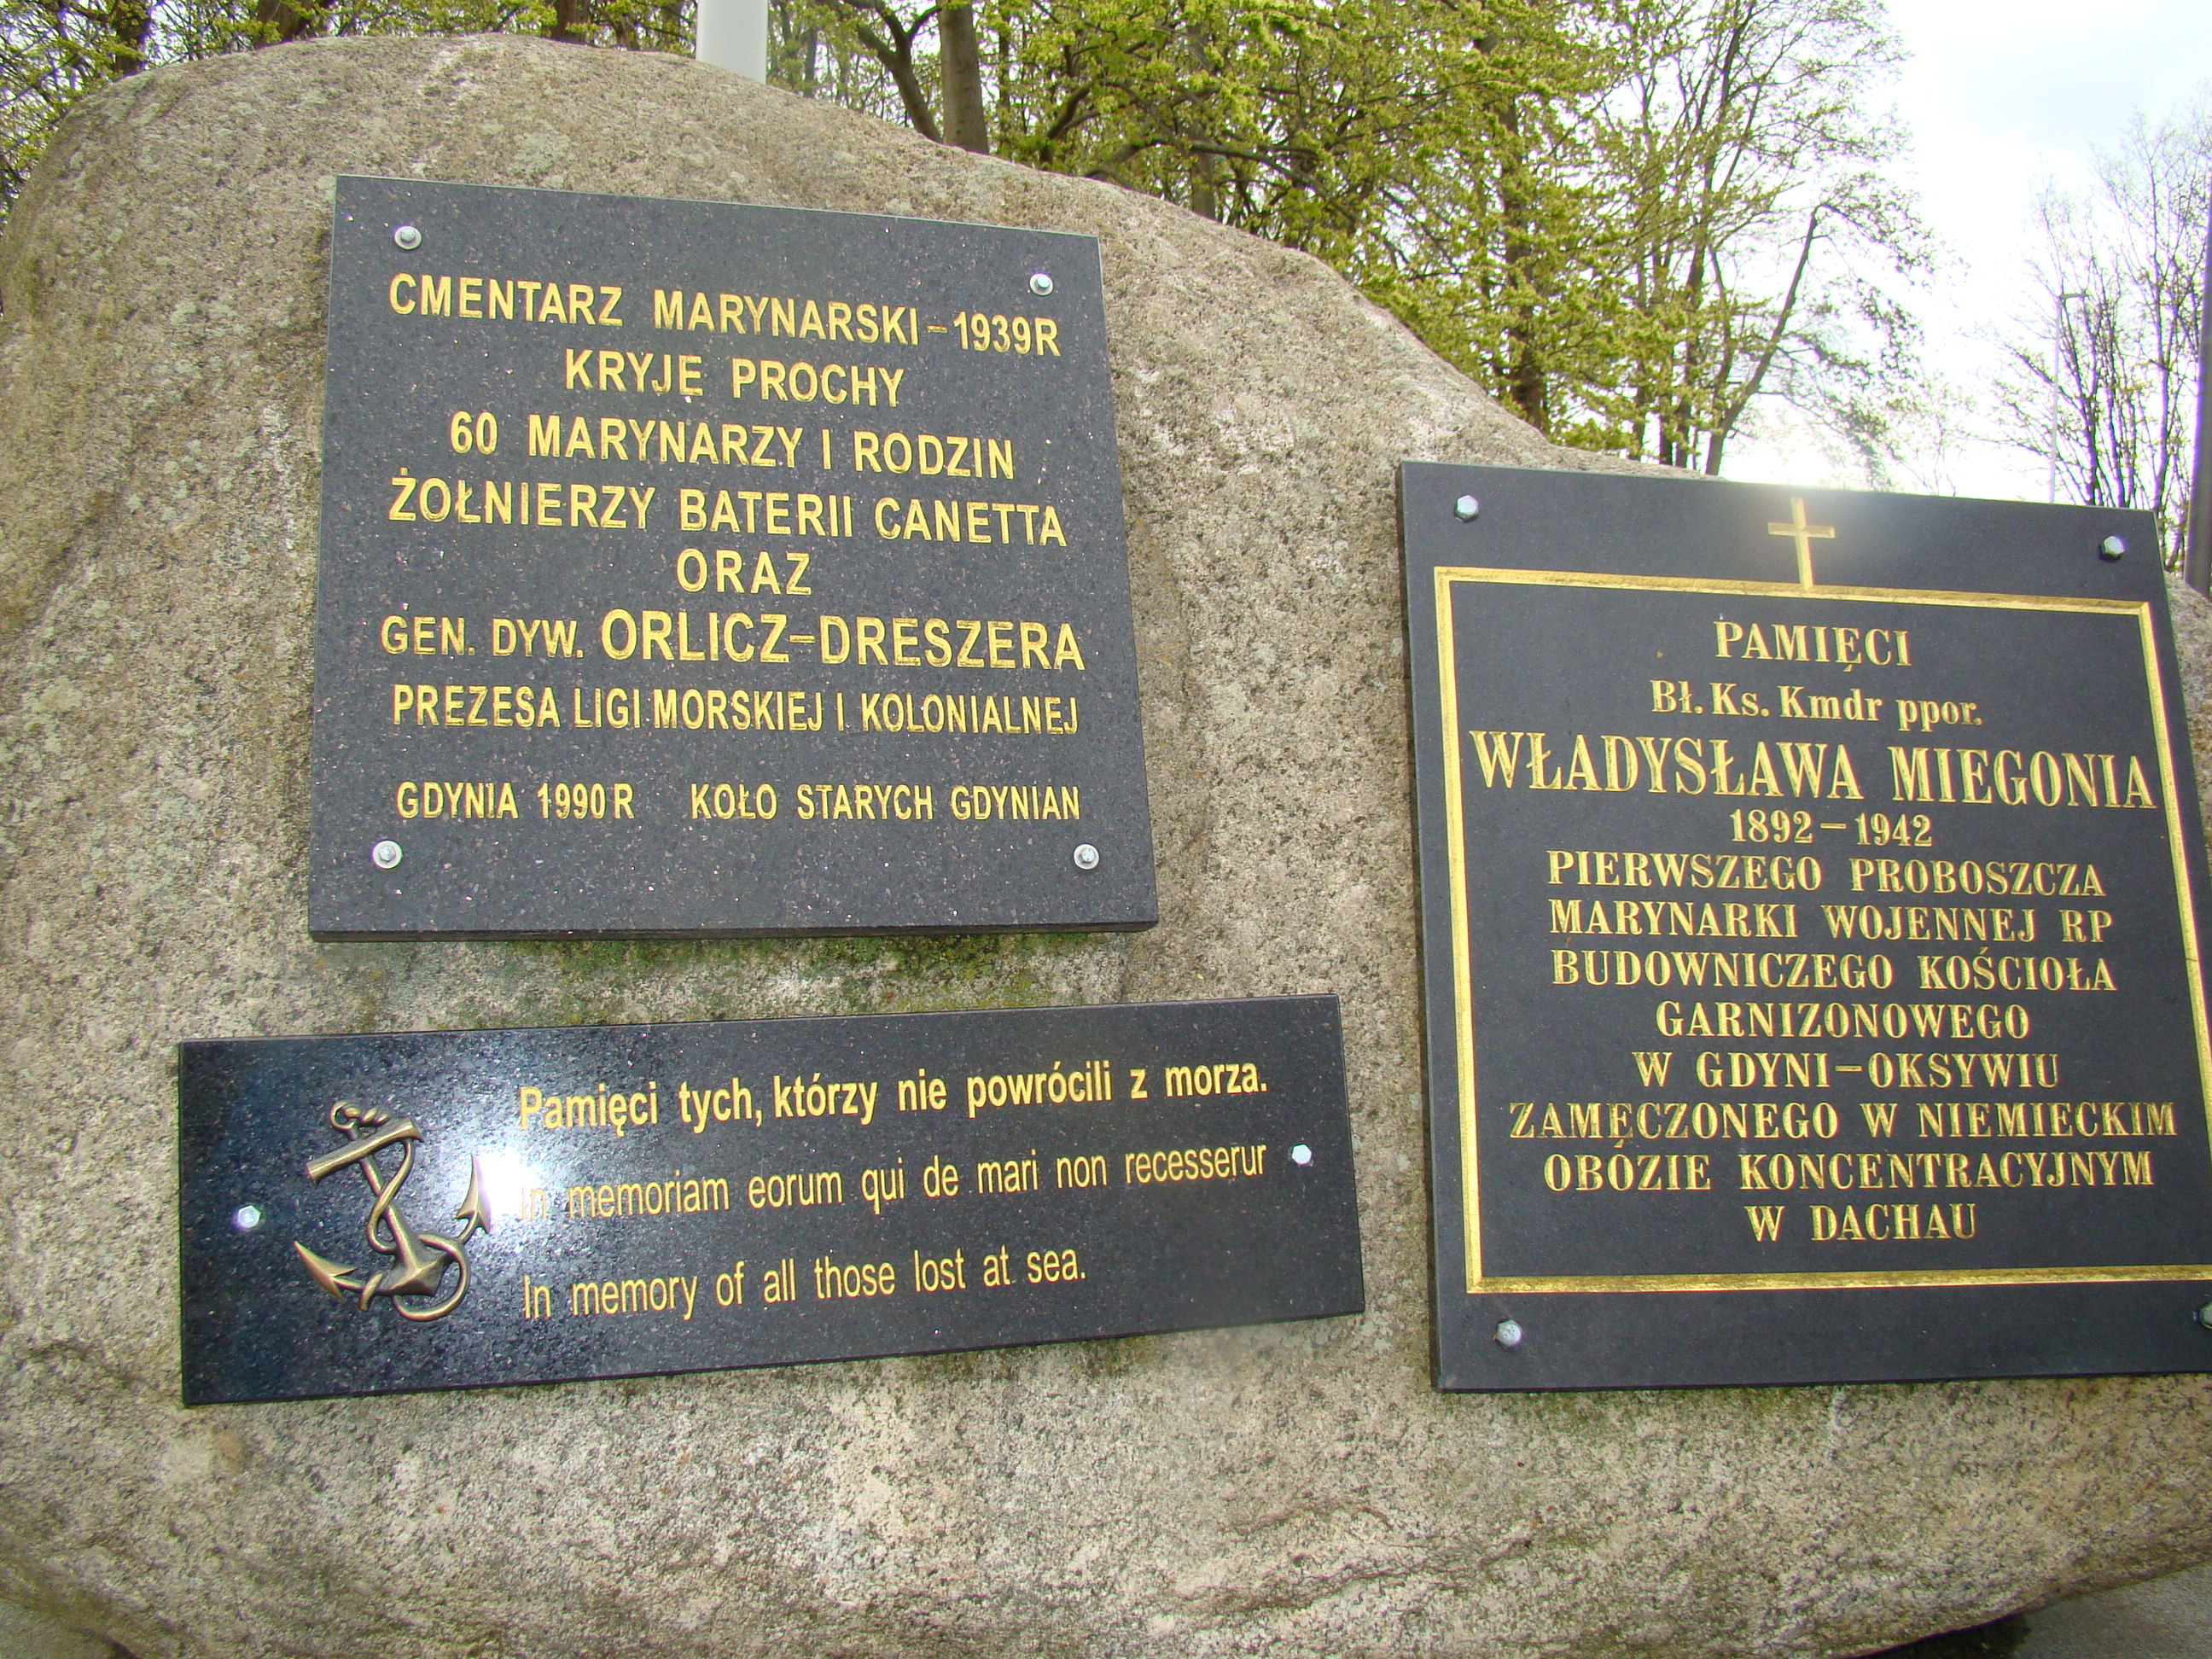 CMENTARZ MARYNARSKI - 1939R
KRYJĘ PROCHY
60 MARYNARZY I RODZIN
ŻOŁNIERZY BATERII CANETTA
ORAZ
GEN. DYW. ORLICZ-DRESZERA
PREZESA LIGI MORSKIEJ I KOLONIALNEJ
GDYNIA 1990R KOŁO STARYCH GDYNIAN
Pamięci tych, którzy nie powrócili z morza.
In memoriam eorum qui de mari non recesserur
In memory of all those lost at sea.
PAMIĘCI
Bł. Ks. Kmdr ppor.
WŁADYSŁAWA MIEGONIA
1892 - 1942
PIERWSZEGO PROBOSZCZA
MARYNARKI WOJENNEJ RP
BUDOWNICZEGO KOŚCIOŁA
GARNIZONOWEGO
W GDYNI - OKSYWIU
ZAMĘCZONEGO W NIEMIECKIM
OBÓZIE KONCENTRACYJNYM
W DACHAU